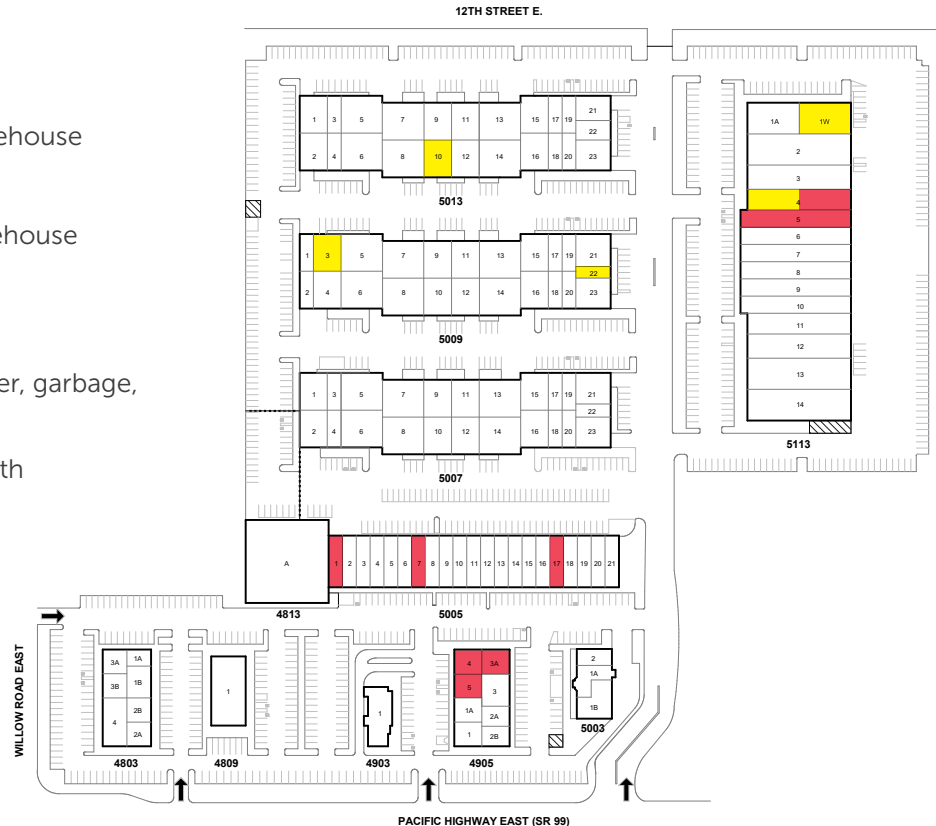 12TH STREET E.
ehouse
ehouse
er, garbage,
th
1 3 5 7 9 11 13 15 17 19 21
22
2 4 6 8 10 12 14 16 18 20 23
5013
1 3 5 7 9 11 13 15 17 19 21
22
2 4 6 8 10 12 14 16 18 20 23
5009
1 3 5 7 9 11 13 15 17 19 21
22
2 4 6 8 10 12 14 16 18 20 23
5007
1A 1W
2
3
4
5
6
7
8
9
10
11
12
13
14
5113
A 1 2 3 4 5 6 7 8 9 10 11 12 13 14 15 16 17 18 19 20 21
4813 5005
WILLOW ROAD EAST
3A 1A
3B 1B
4 2B
2A
4803
1
4809
1
4903
4 3A
5 3
1A 2A
1 2B
4905
2
1A
1B
5003
PACIFIC HIGHWAY EAST (SR 99)